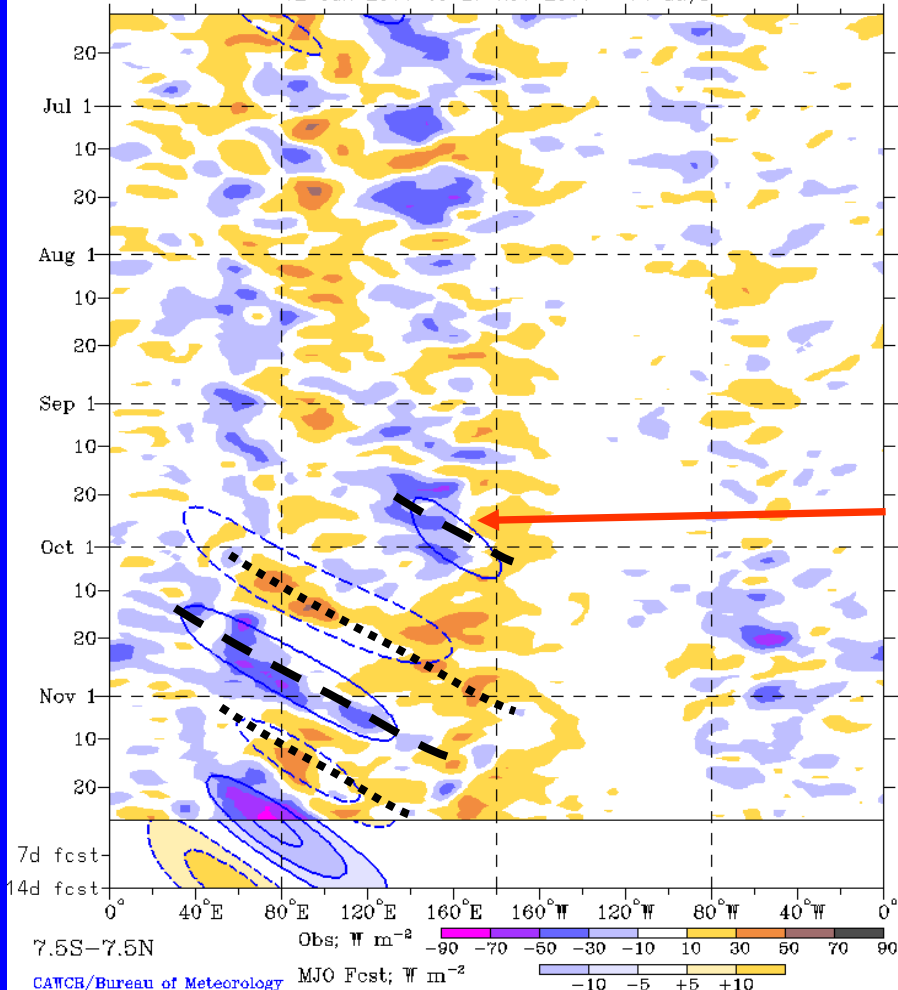 20
Jul 1
10
20
Aug 1
10
20
Sep 1
10
20
Oct 1
10
20
Nov 1
10
20
7d fcst
14d fcst
0° 40°E 80°E 120°E 160°E 160°W 120°W 80°W 40°W 0°
7.5S-7.5N
Obs; W m⁻²
-90 -70 -50 -30 -10 10 30 50 70 90
CAWCR/Bureau of Meteorology
MJO Fcst; W m⁻²
-10 -5 +5 +10